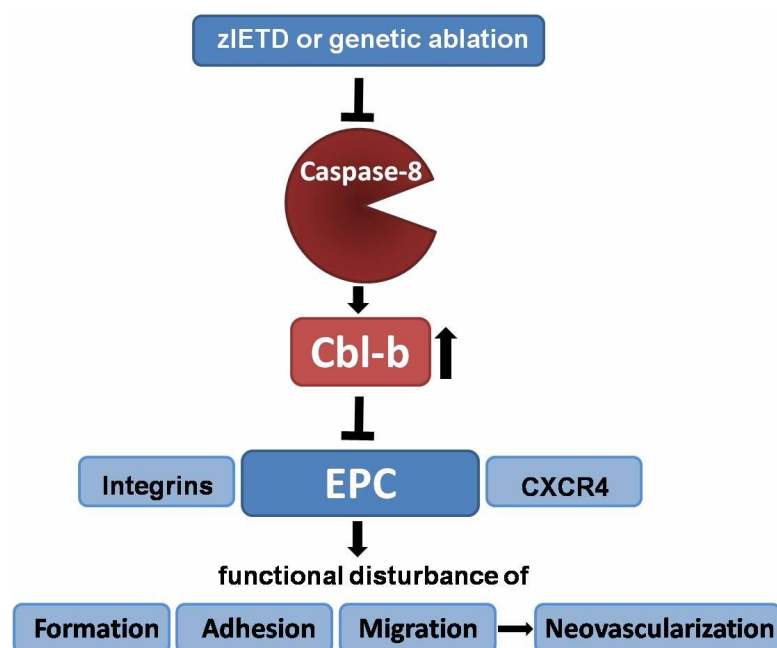 zIETD or genetic ablation
Caspase-8
Cbl-b
Integrins EPC CXCR4
functional disturbance of
Formation Adhesion Migration Neovascularization